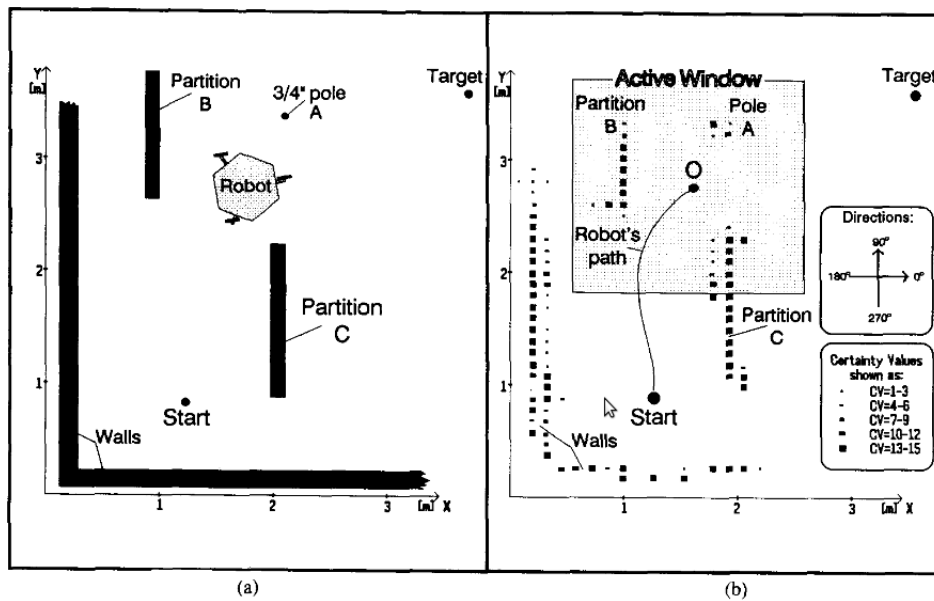 Y
[m]
Partition
B
3/4" pole
A
Target
3
Robot
2
Partition
C
1
Start
Walls
1
2
3
[m] X
(a)
Y
[m]
Active Window
Target
Partition
B
Pole
A
3
O
Robot's
path
Directions:
90°
180°
0°
270°
2
Partition
C
1
Certainty Values
shown as:
CV=1-3
CV=4-6
CV=7-9
CV=10-12
CV=13-15
Start
Walls
1
2
3
[m] X
(b)